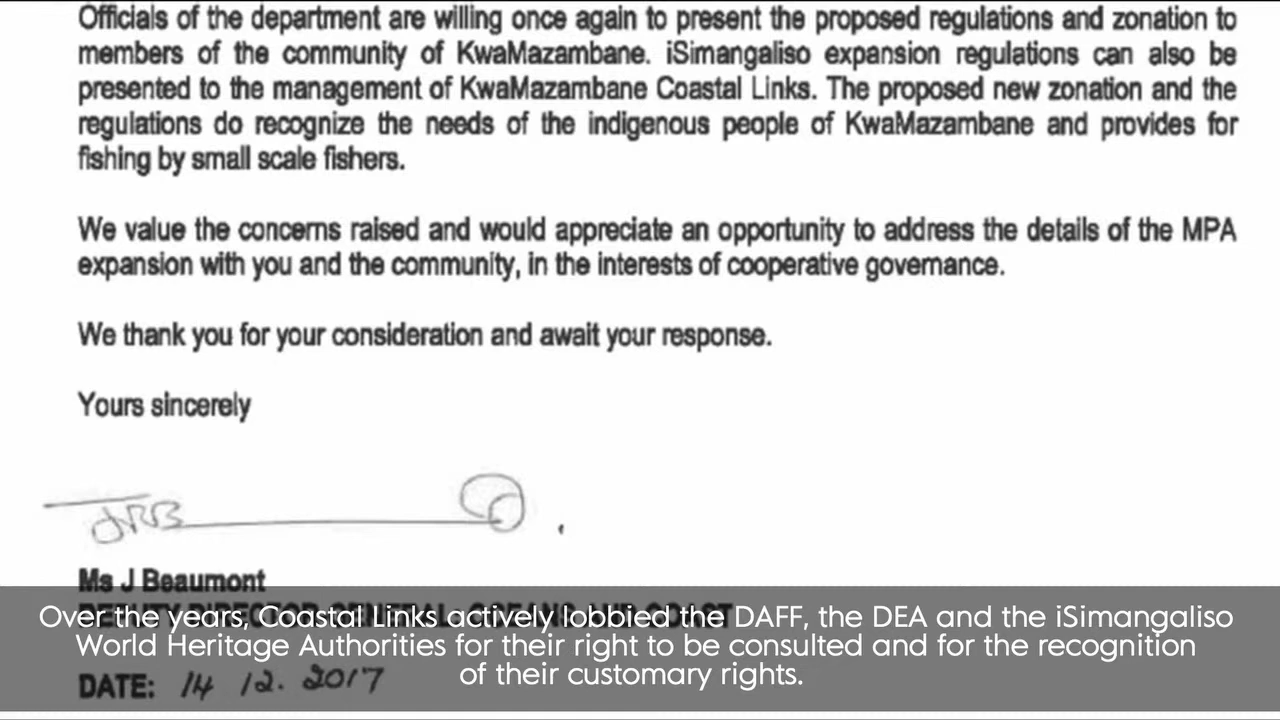 Officials of the department are willing once again to present the proposed regulations and zonation to
members of the community of KwaMazambane. iSimangaliso expansion regulations can also be
presented to the management of KwaMazambane Coastal Links. The proposed new zonation and the
regulations do recognize the needs of the indigenous people of KwaMazambane and provides for
fishing by small scale fishers.
We value the concerns raised and would appreciate an opportunity to address the details of the MPA
expansion with you and the community, in the interests of cooperative governance.
We thank you for your consideration and await your response.
Yours sincerely
Ms J Beaumont
DEPUTY DIRECTOR-GENERAL: OCEANS AND COAST
DATE: 14 12. 2017
Over the years, Coastal Links actively lobbied the DAFF, the DEA and the iSimangaliso
World Heritage Authorities for their right to be consulted and for the recognition
of their customary rights.